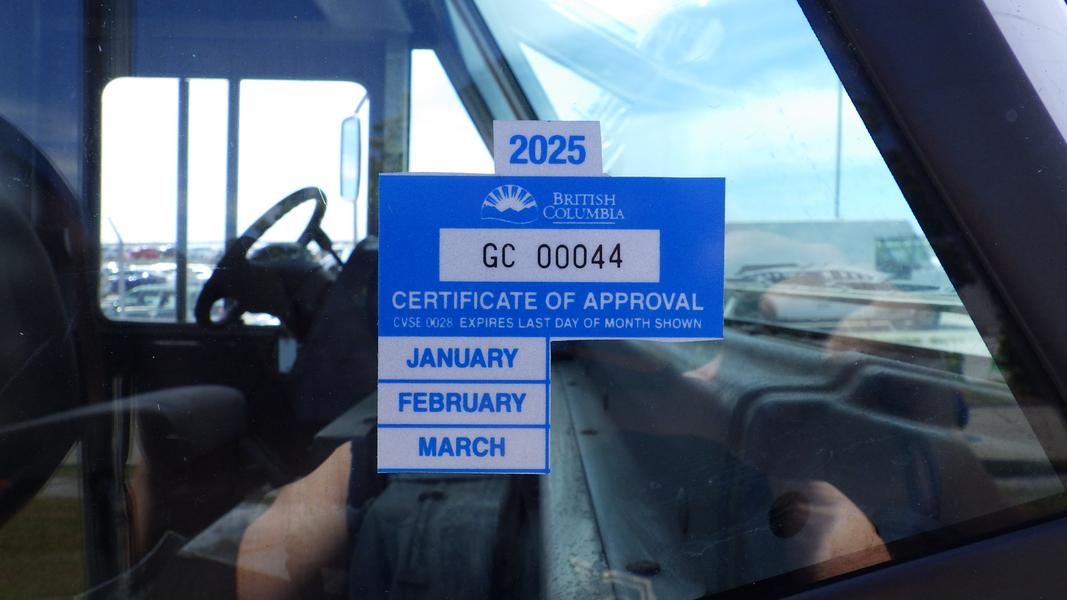 2025
BRITISH
COLUMBIA
GC 00044
CERTIFICATE OF APPROVAL
CVSE 0028 EXPIRES LAST DAY OF MONTH SHOWN
JANUARY
FEBRUARY
MARCH